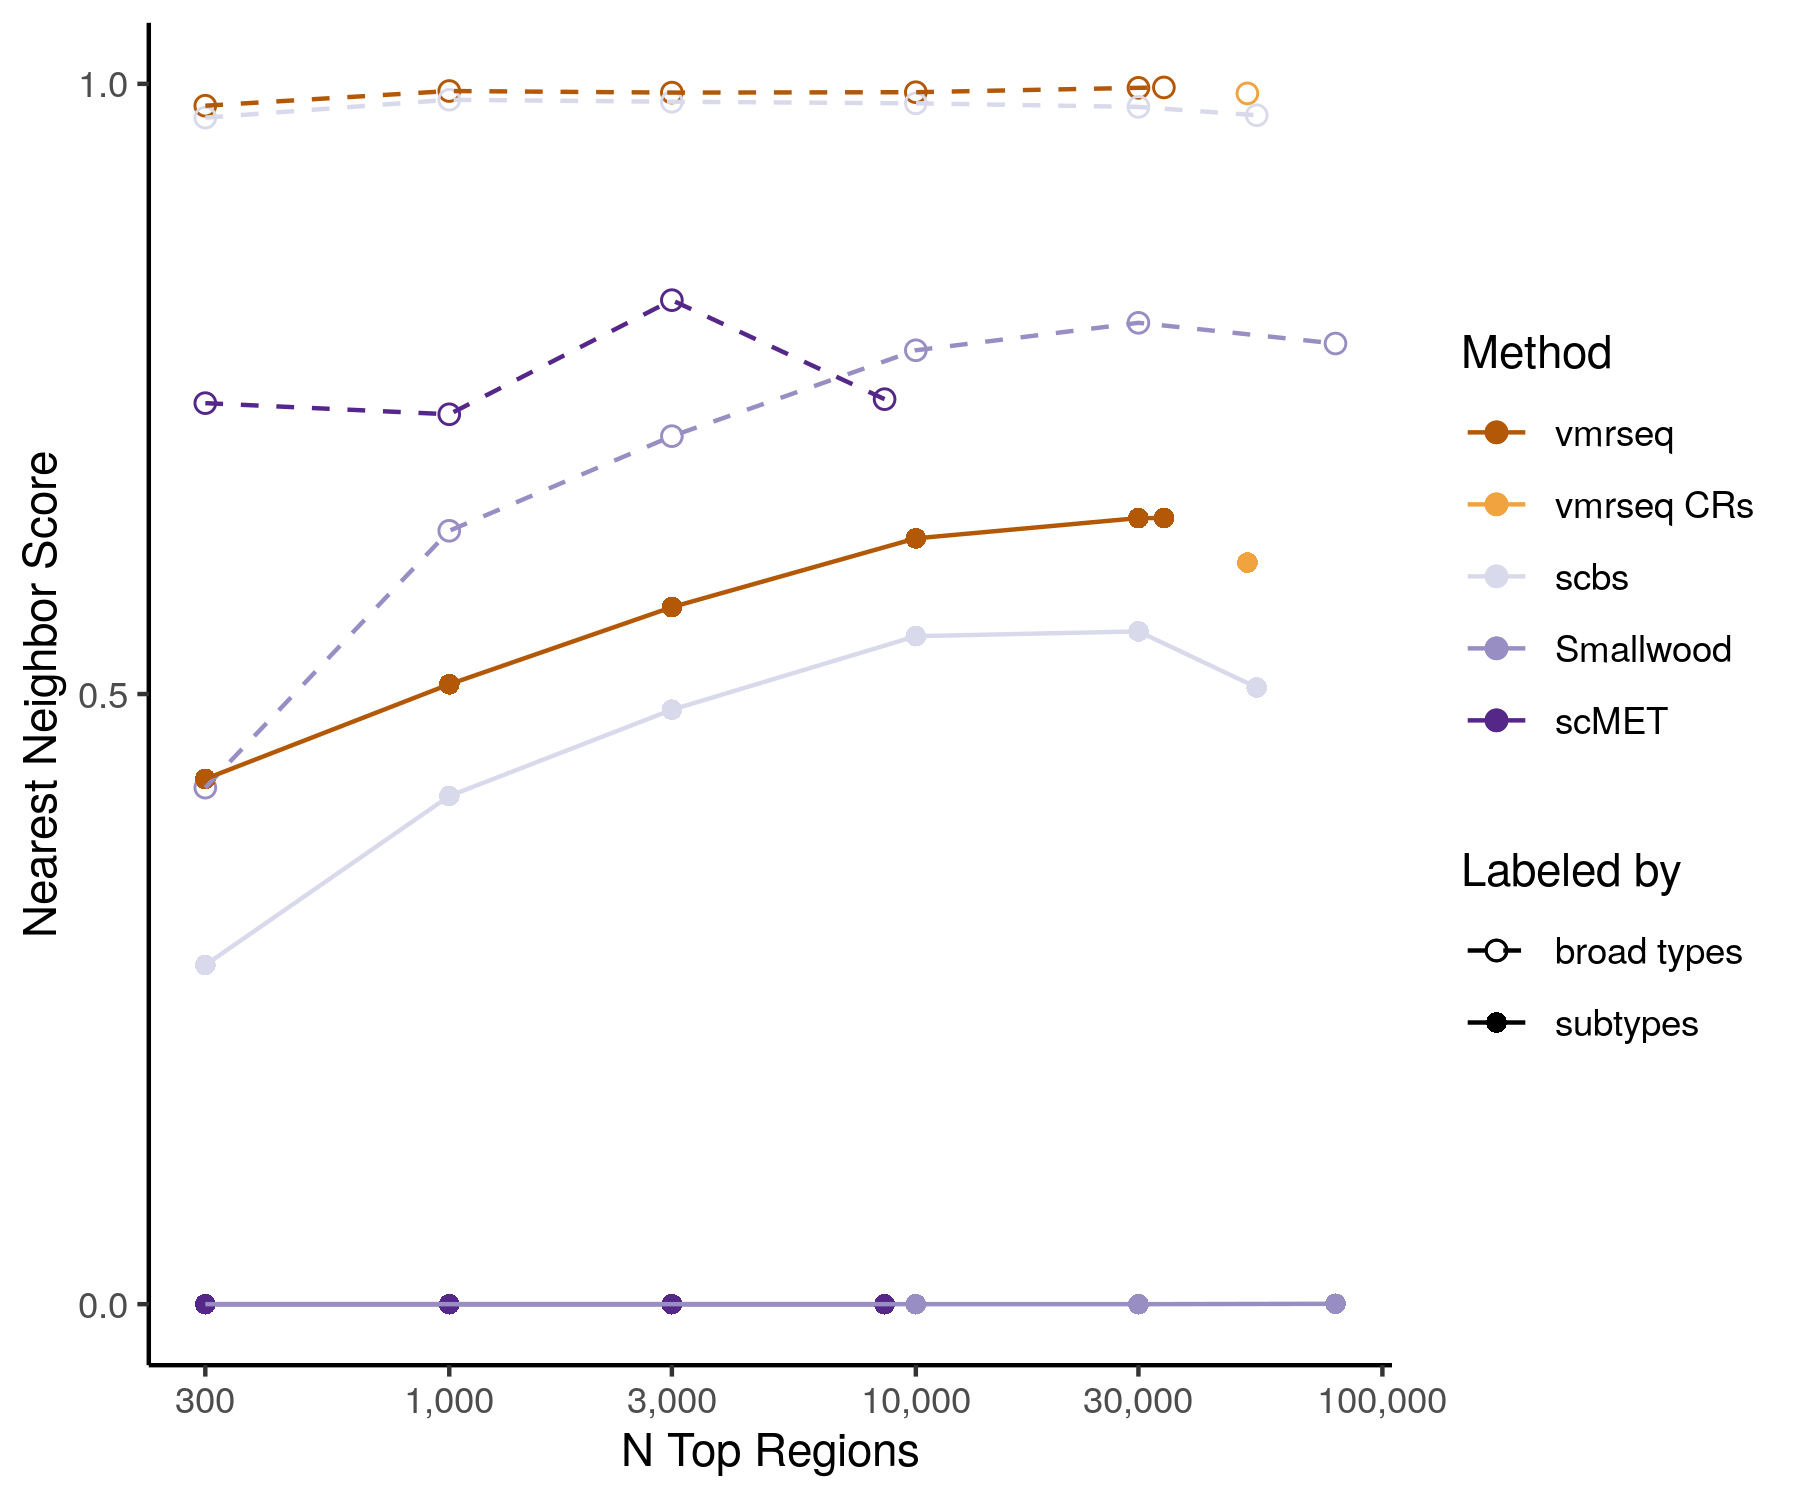 1.0
0.5
0.0
Nearest Neighbor Score
300
1,000
3,000
10,000
30,000
100,000
N Top Regions
Method
vmrseq
vmrseq CRs
scbs
Smallwood
scMET
Labeled by
broad types
subtypes